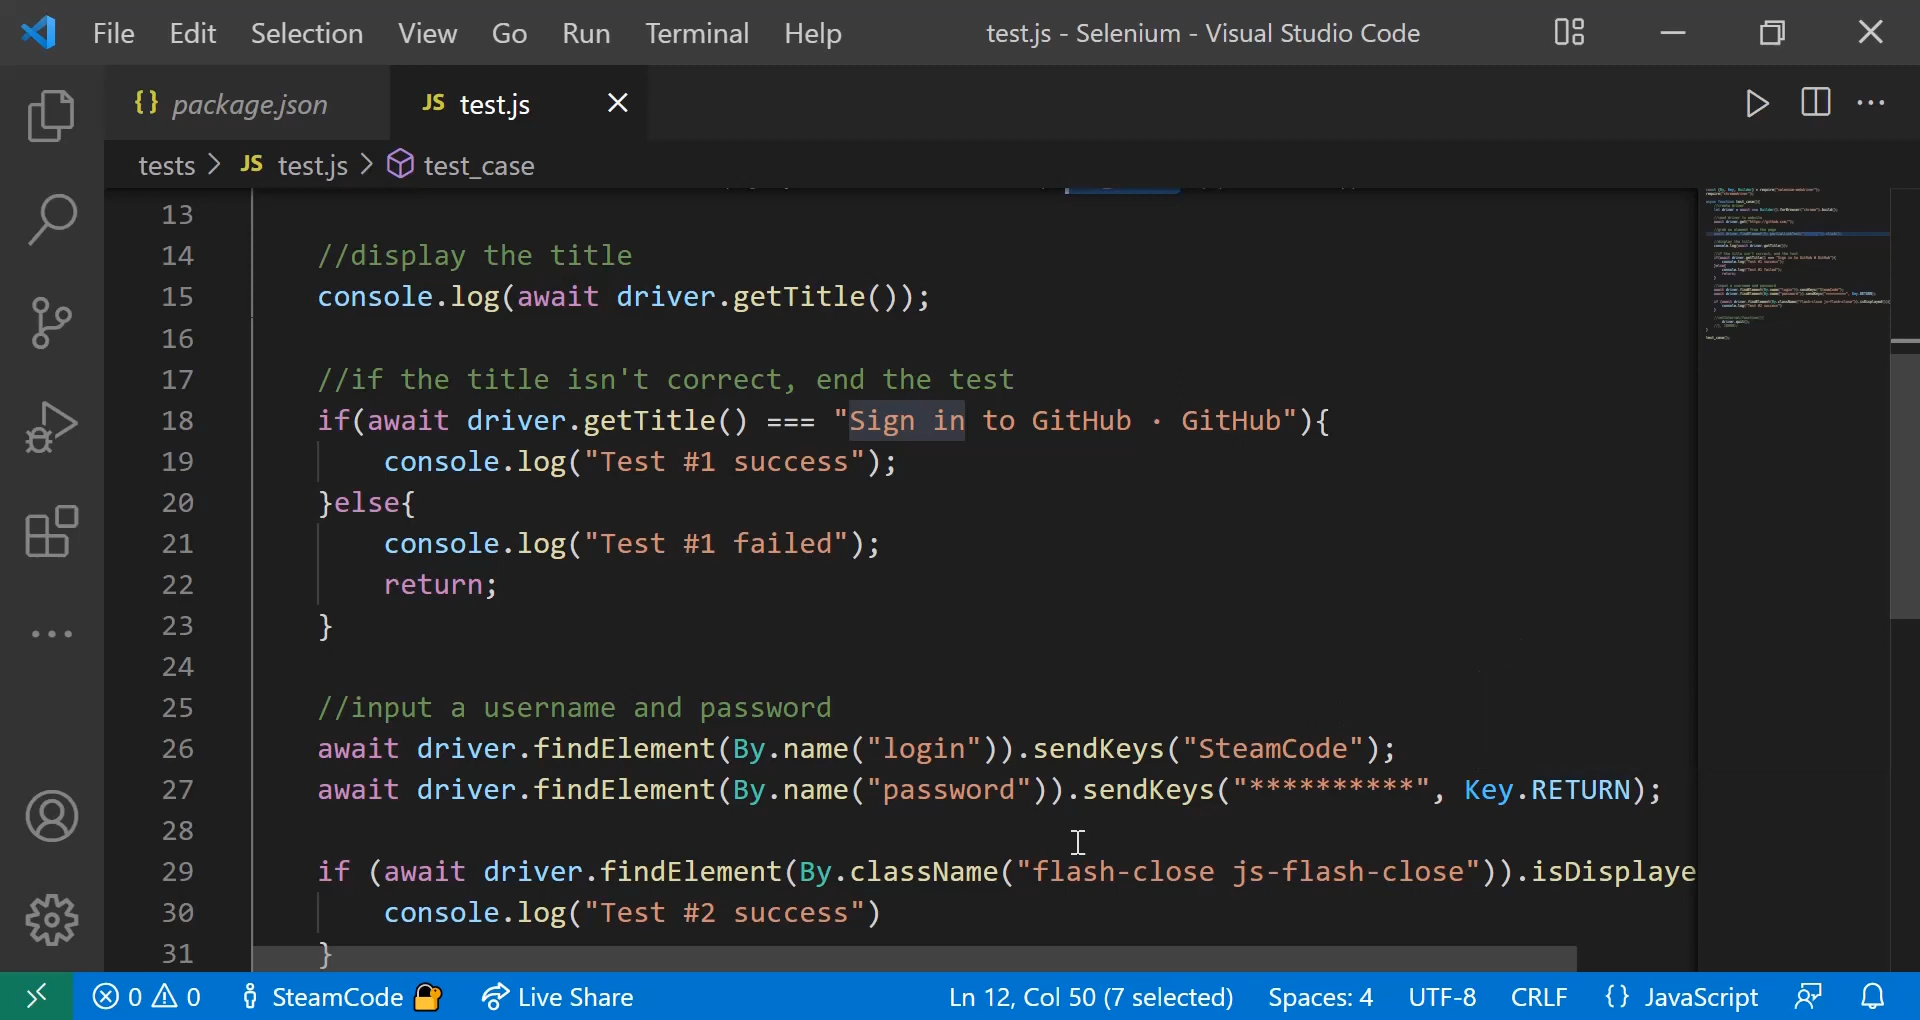 File Edit Selection View Go Run Terminal Help test.js - Selenium - Visual Studio Code
{} package.json JS test.js
tests > JS test.js > test_case
13
14 //display the title
15 console.log(await driver.getTitle());
16
17 //if the title isn't correct, end the test
18 if(await driver.getTitle() === "Sign in to GitHub · GitHub"){
19 console.log("Test #1 success");
20 }else{
21 console.log("Test #1 failed");
22 return;
23 }
24
25 //input a username and password
26 await driver.findElement(By.name("login")).sendKeys("SteamCode");
27 await driver.findElement(By.name("password")).sendKeys("**********", Key.RETURN);
28
29 if (await driver.findElement(By.className("flash-close js-flash-close")).isDisplaye
30 console.log("Test #2 success")
31 }
0 0 SteamCode Live Share Ln 12, Col 50 (7 selected) Spaces: 4 UTF-8 CRLF {} JavaScript